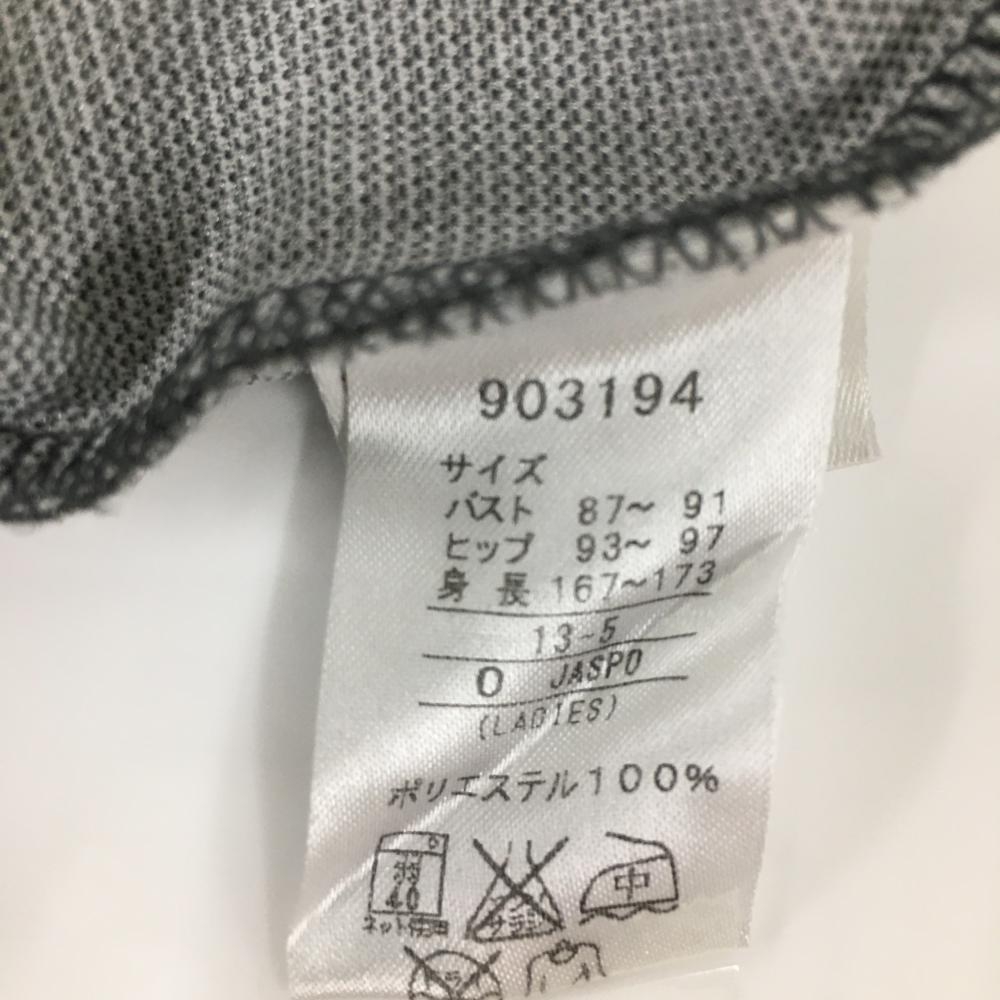 903194
サイズ
バスト 87〜 91
ヒップ 93〜 97
身 長 167〜173
13-5
O JASPO
(LADIES)
ポリエステル100%
弱
40
中
ネット使用